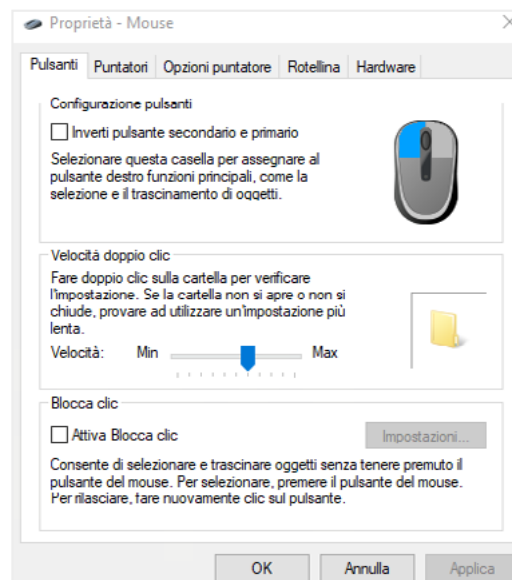 Proprietà - Mouse
Pulsanti Puntatori Opzioni puntatore Rotellina Hardware
Configurazione pulsanti
Inverti pulsante secondario e primario
Selezionare questa casella per assegnare al
pulsante destro funzioni principali, come la
selezione e il trascinamento di oggetti.
Velocità doppio clic
Fare doppio clic sulla cartella per verificare
l'impostazione. Se la cartella non si apre o non si
chiude, provare ad utilizzare un'impostazione più
lenta.
Velocità: Min Max
Blocca clic
Attiva Blocca clic
Impostazioni...
Consente di selezionare e trascinare oggetti senza tenere premuto il
pulsante del mouse. Per selezionare, premere il pulsante del mouse.
Per rilasciare, fare nuovamente clic sul pulsante.
OK Annulla Applica